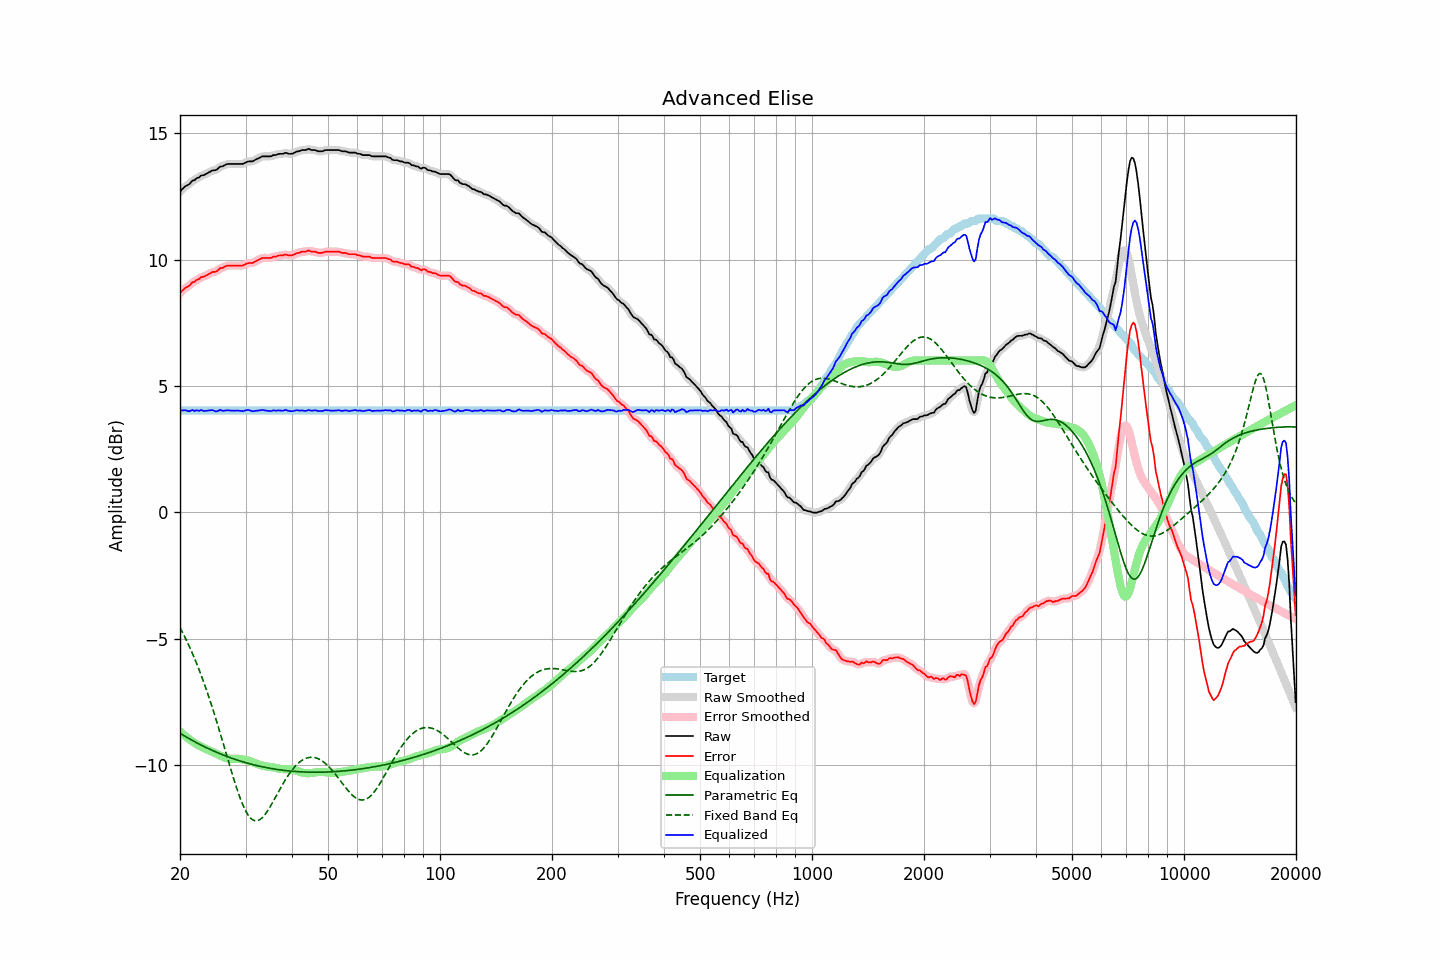 Advanced Elise
Amplitude (dBr)
15
10
5
0
−5
−10
20
50
100
200
500
1000
2000
5000
10000
20000
Frequency (Hz)
Target
Raw Smoothed
Error Smoothed
Raw
Error
Equalization
Parametric Eq
Fixed Band Eq
Equalized